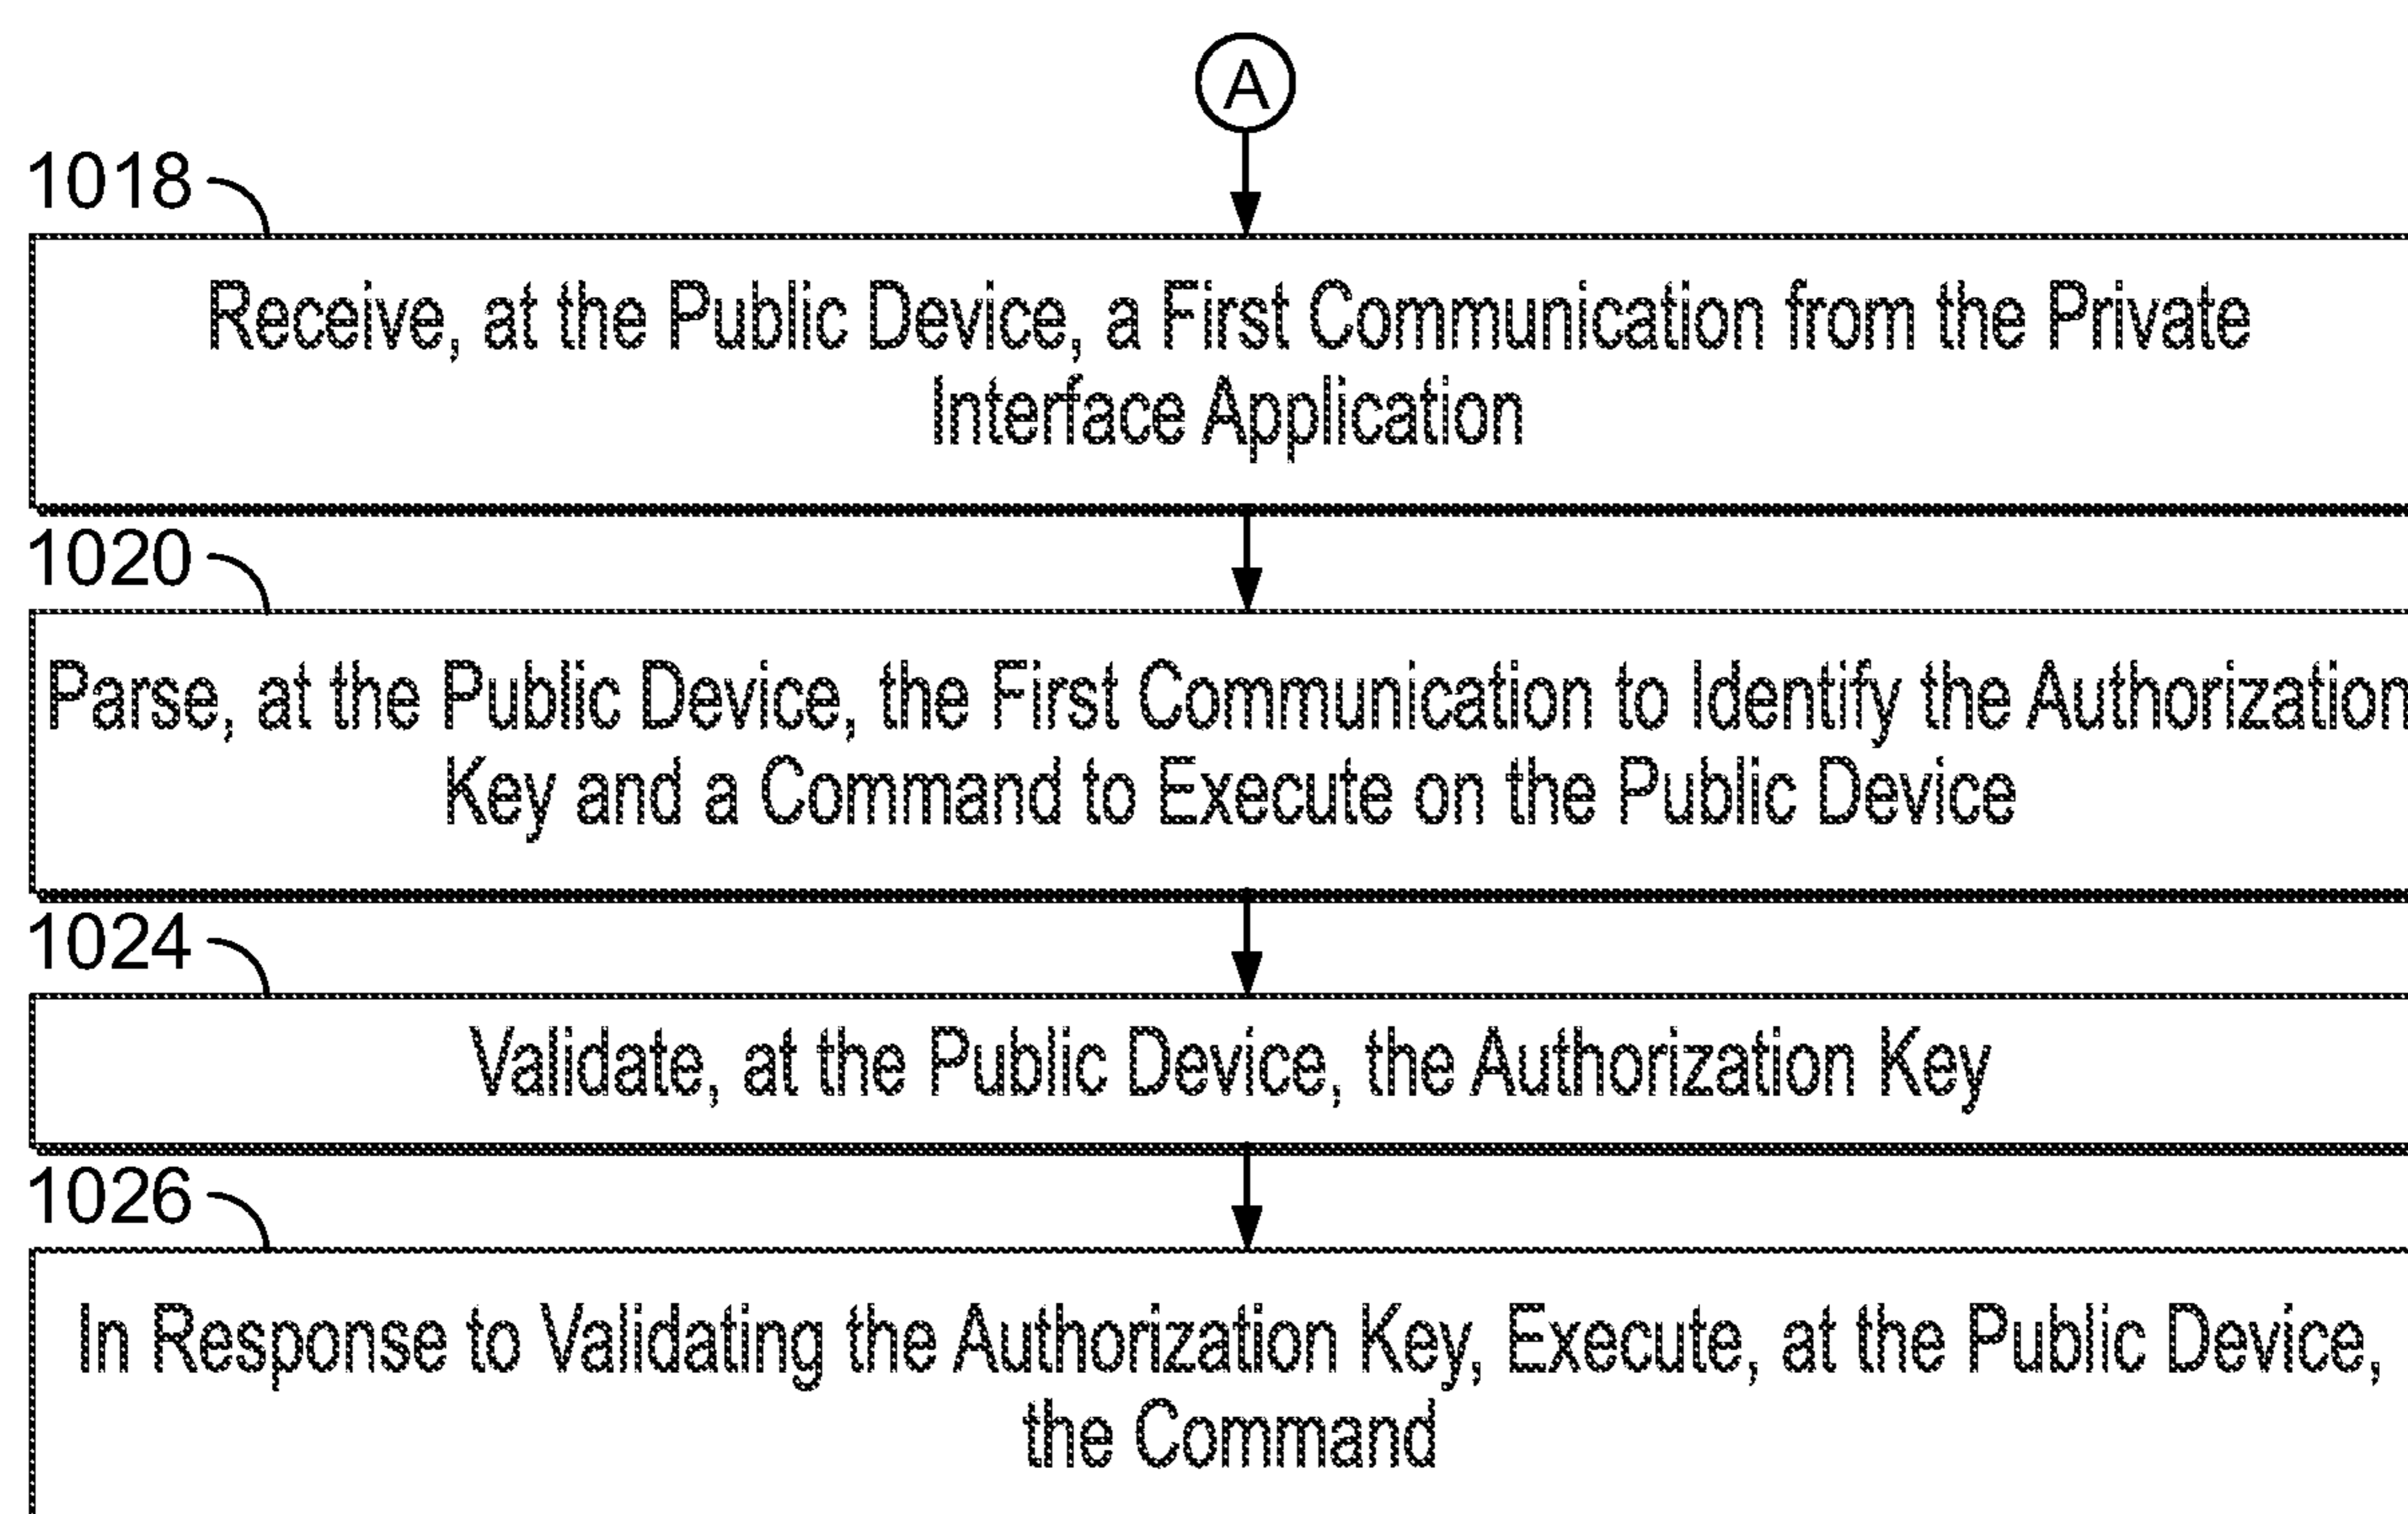 A
1018
Receive, at the Public Device, a First Communication from the Private
Interface Application
1020
Parse, at the Public Device, the First Communication to Identify the Authorization
Key and a Command to Execute on the Public Device
1024
Validate, at the Public Device, the Authorization Key
1026
In Response to Validating the Authorization Key, Execute, at the Public Device,
the Command